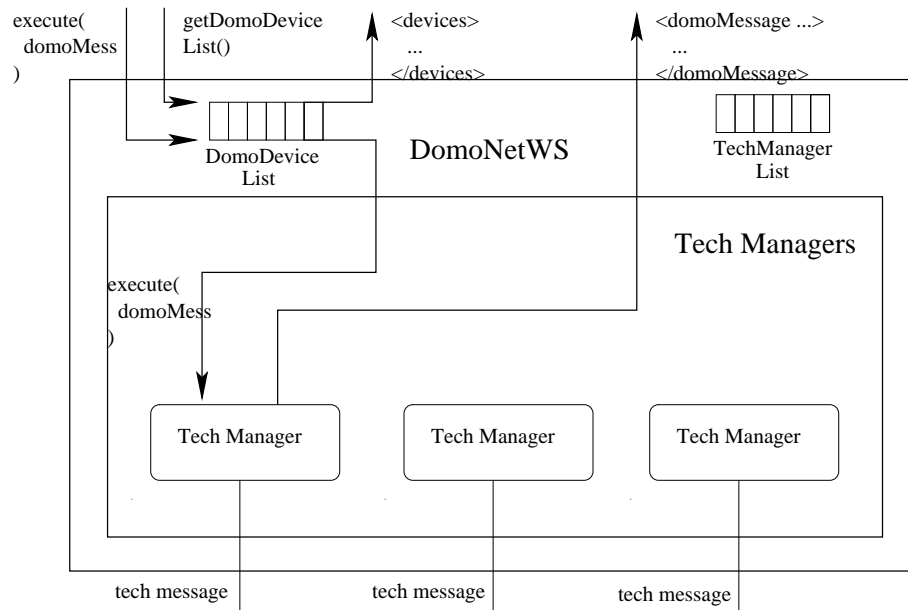 execute(
domoMess
)
getDomoDevice
List()
<devices>
...
</devices>
<domoMessage ...>
...
</domoMessage>
DomoDevice
List
DomoNetWS
TechManager
List
Tech Managers
execute(
domoMess
)
Tech Manager
Tech Manager
Tech Manager
tech message
tech message
tech message